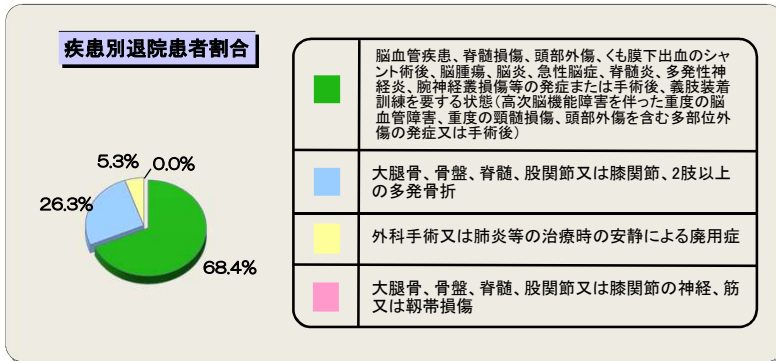 疾患別退院患者割合
5.3%
0.0%
26.3%
68.4%
脳血管疾患、脊髄損傷、頭部外傷、くも膜下出血のシャ
ント術後、脳腫瘍、脳炎、急性脳症、脊髄炎、多発性神
経炎、腕神経叢損傷等の発症または手術後、義肢装着
訓練を要する状態(高次脳機能障害を伴った重度の脳
血管障害、重度の頸髄損傷、頭部外傷を含む多部位外
傷の発症又は手術後)
大腿骨、骨盤、脊髄、股関節又は膝関節、2肢以上
の多発骨折
外科手術又は肺炎等の治療時の安静による廃用症
大腿骨、骨盤、脊髄、股関節又は膝関節の神経、筋
又は靱帯損傷